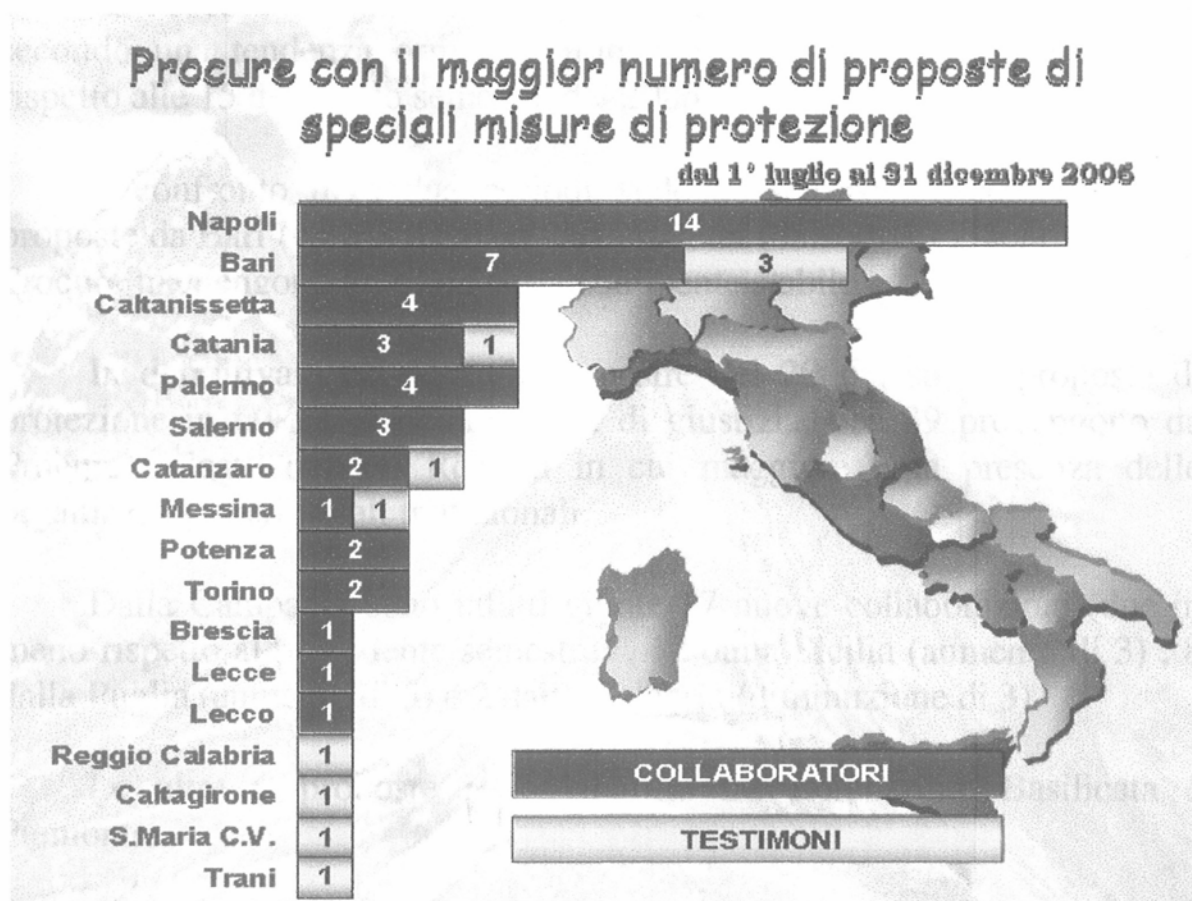 Procure con il maggior numero di proposte di
speciali misure di protezione
dal 1° luglio al 31 dicembre
Napoli 14
Bari 7 3
Caltanissetta 4
Catania 3 1
Palermo 4
Salerno 3
Catanzaro 2 1
Messina 1 1
Potenza 2
Torino 2
Brescia 1
Lecce 1
Lecco 1
Reggio Calabria 1
Caltagirone 1
S.Maria C.V. 1
Trani 1
COLLABORATORI
TESTIMONI